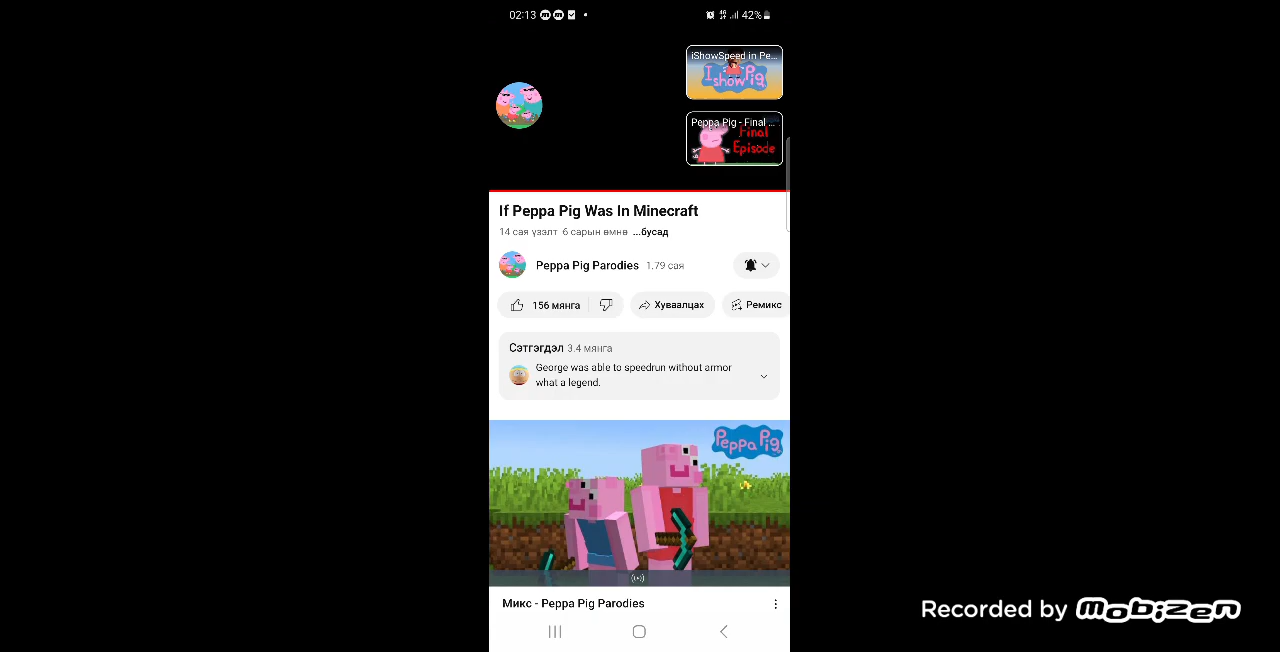 02:13
42%
iShowSpeed in Pe...
I
show Pig
Peppa Pig - Final ...
Final
Episode
If Peppa Pig Was In Minecraft
14 сая үзэлт 6 сарын өмнө ...бусад
Peppa Pig Parodies 1.79 сая
156 мянга
Хуваалцах
Ремикс
Сэтгэгдэл 3.4 мянга
George was able to speedrun without armor
what a legend.
Peppa Pig
Микс - Peppa Pig Parodies
Recorded by mobizen